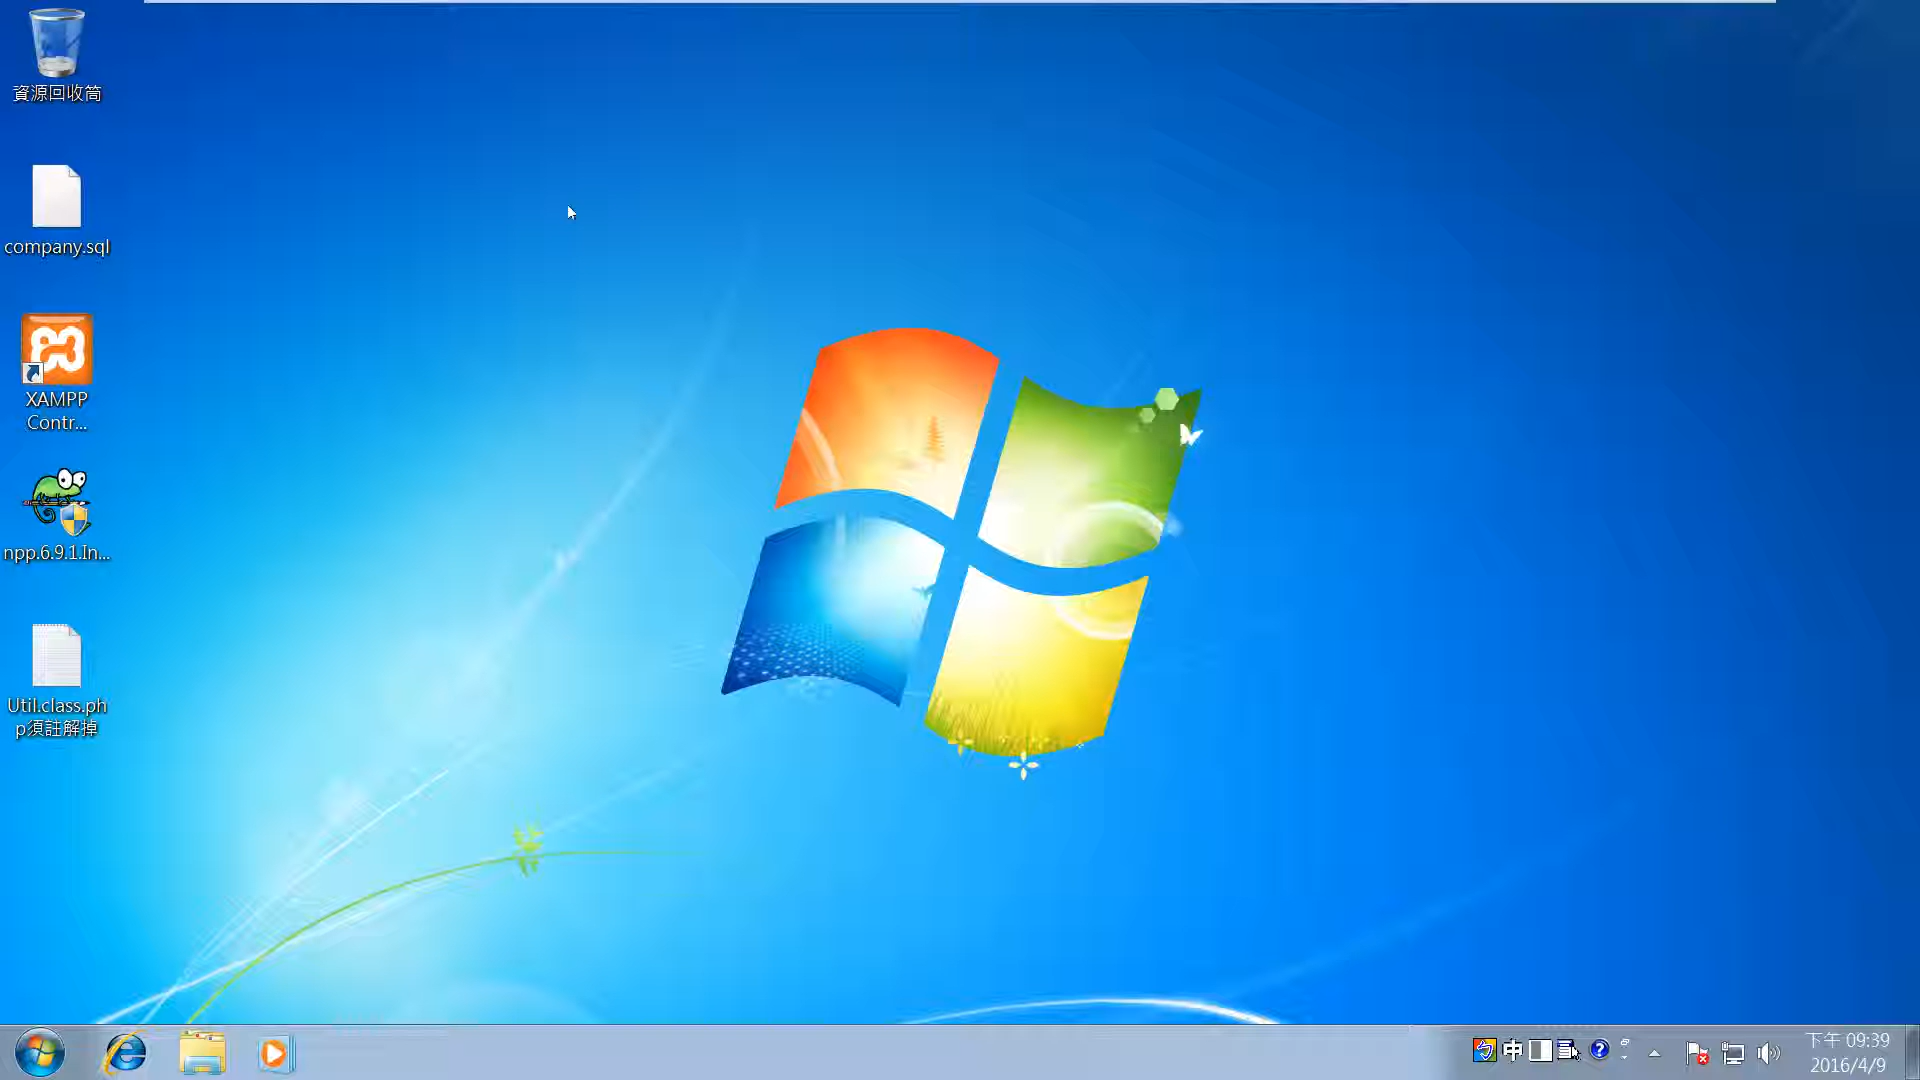 資源回收筒
company.sql
XAMPP
Contr...
npp.6.9.1.In...
Util.class.ph
p須註解掉
中
下午 09:39
2016/4/9